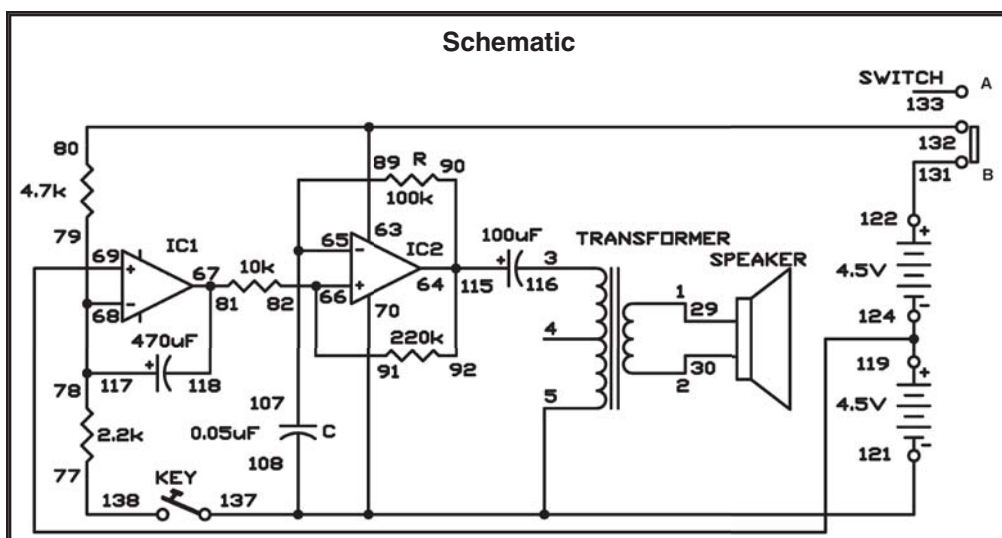 Schematic
SWITCH A
133
80 89 R 90 132
4.7k 100k 131 B
79 63 122
69 IC1 65 IC2 100uF TRANSFORMER +
+ 67 10k - + 3 SPEAKER 4.5V
- 81 82 66 + 64 115 116 1 -
68 70 29 124
470uF 220k 4 119
+ 30 +
78 117 118 91 92 5 2 4.5V
107 -
2.2k 0.05uF C 121
77 KEY 108
138 137